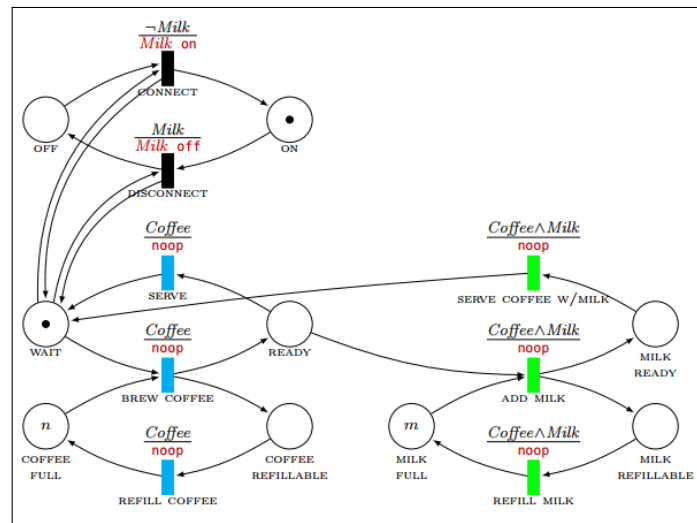 ¬Milk
Milk on
CONNECT
OFF
ON
Milk
Milk off
DISCONNECT
Coffee
noop
SERVE
Coffee∧Milk
noop
SERVE COFFEE W/MILK
WAIT
READY
MILK
READY
Coffee
noop
BREW COFFEE
Coffee∧Milk
noop
ADD MILK
n
COFFEE
FULL
COFFEE
REFILLABLE
m
MILK
FULL
MILK
REFILLABLE
Coffee
noop
REFILL COFFEE
Coffee∧Milk
noop
REFILL MILK